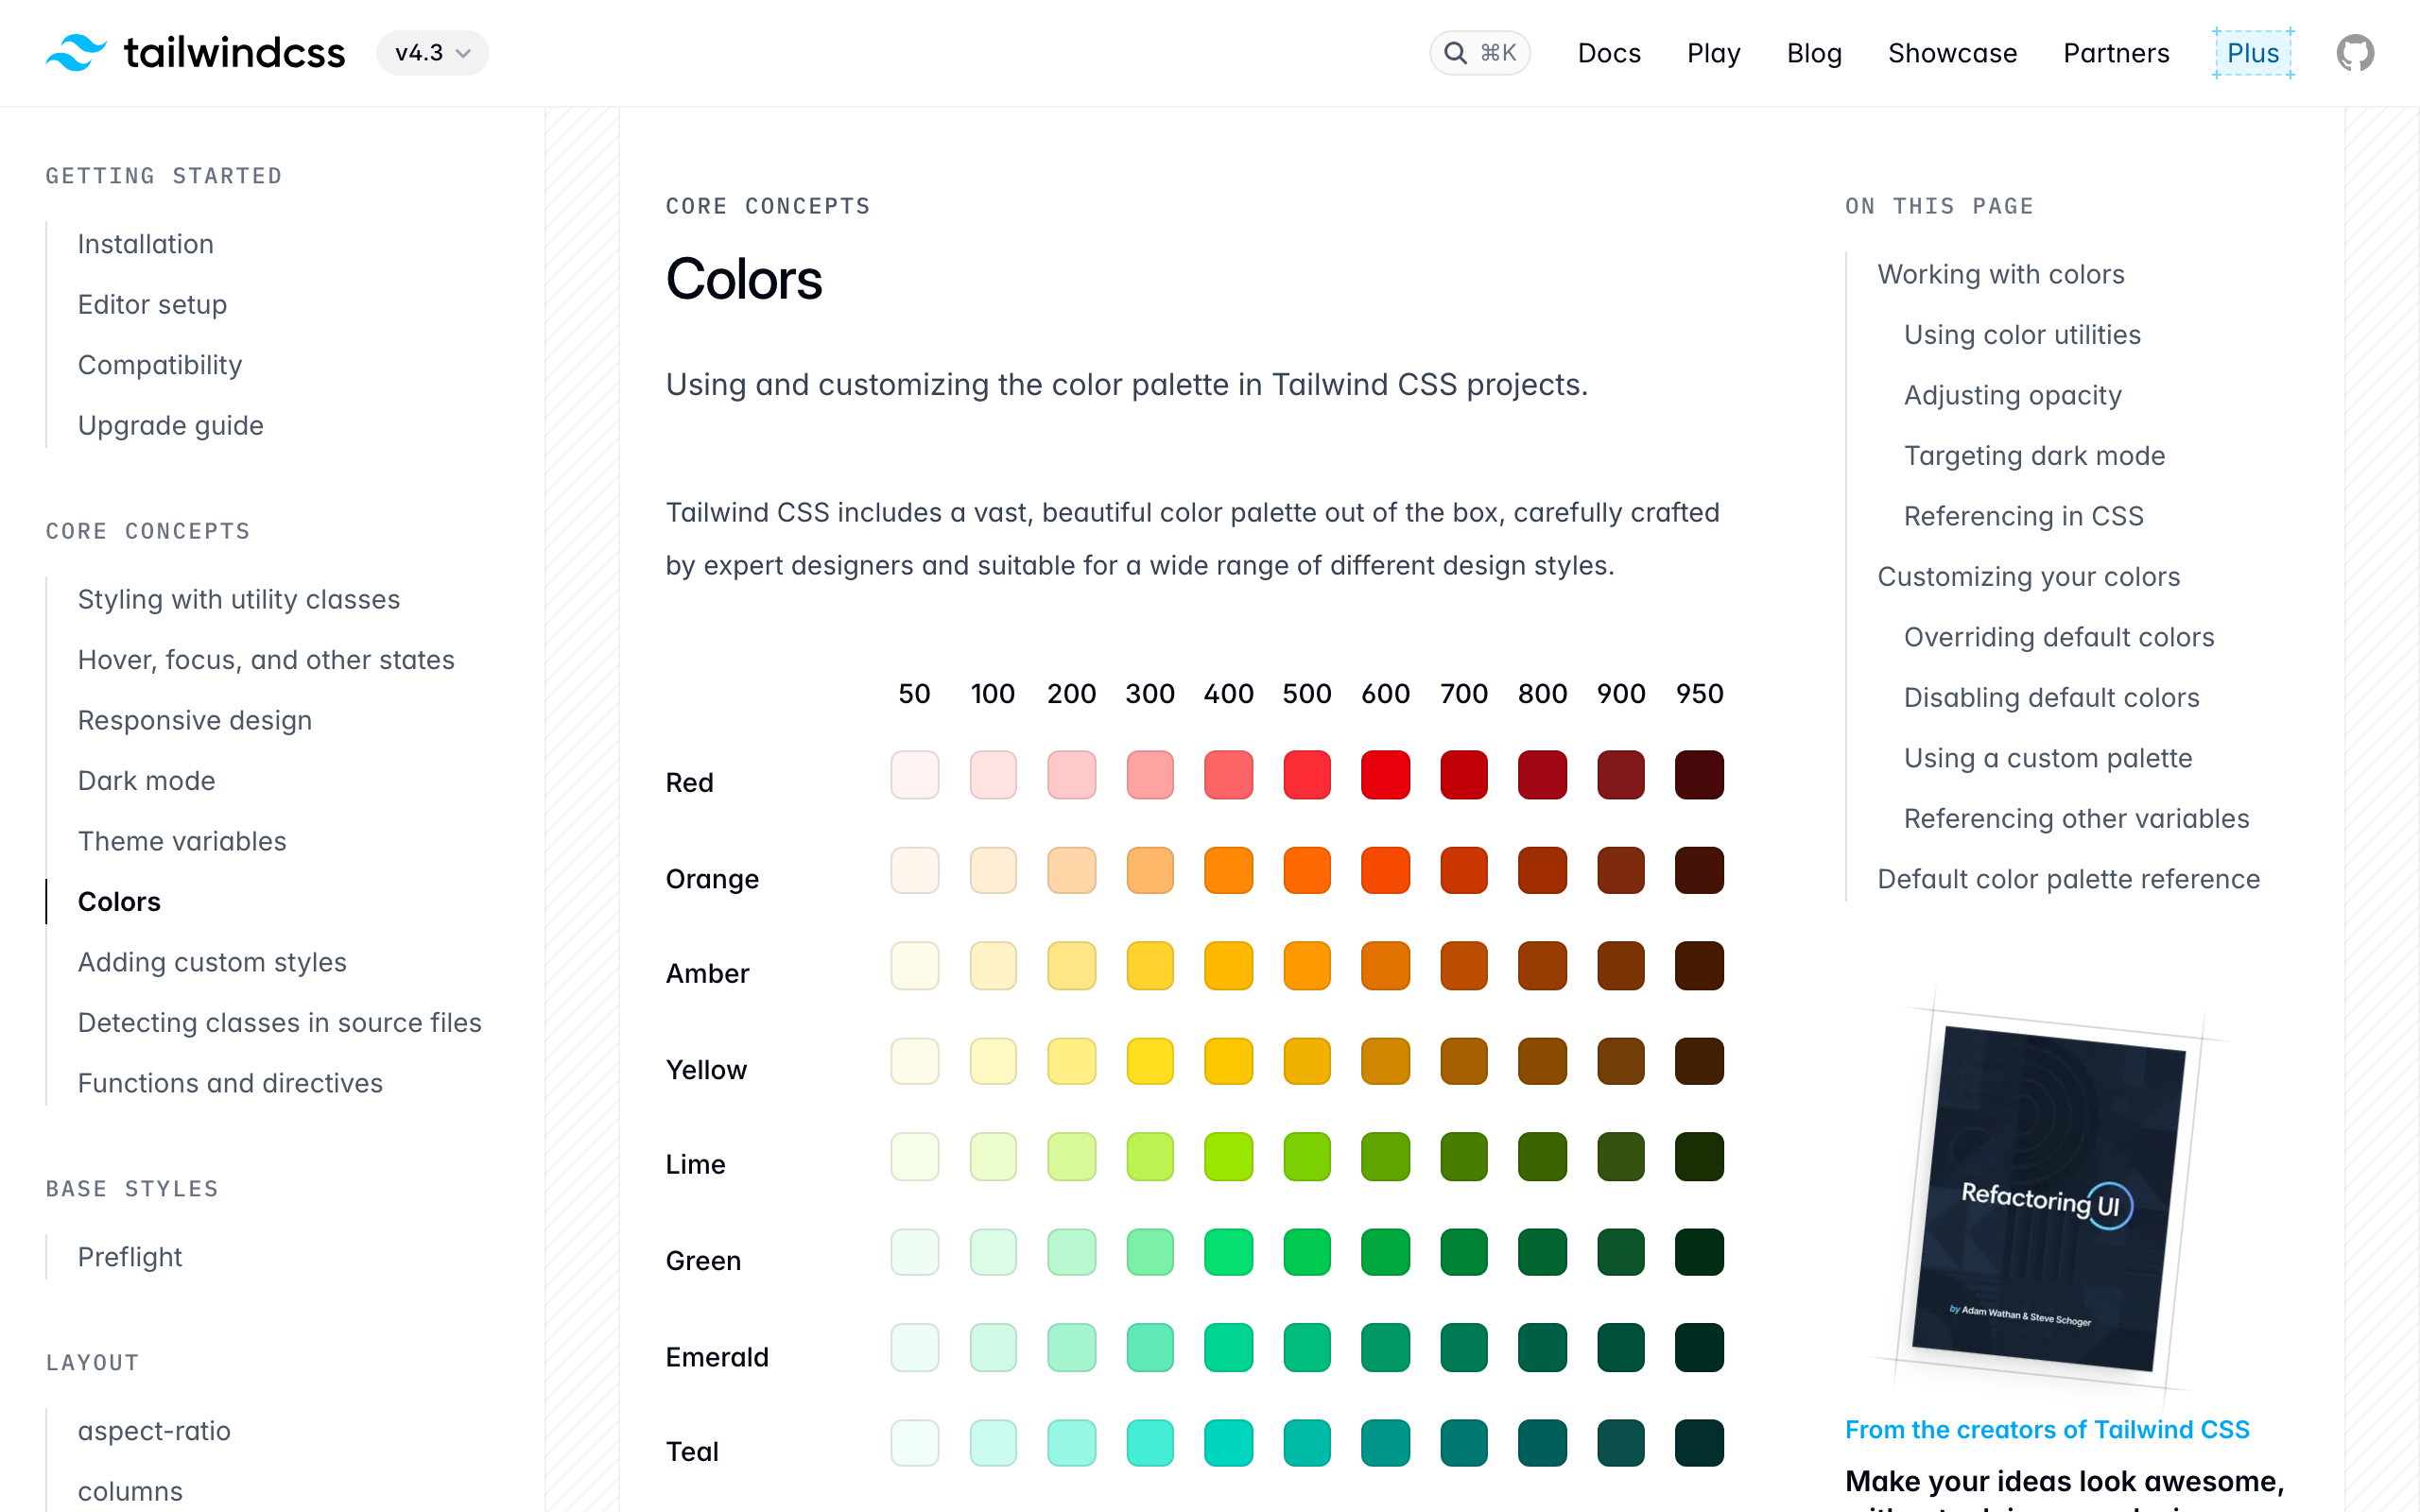 tailwindcss
v4.3
⌘K
Docs
Play
Blog
Showcase
Partners
Plus
GETTING STARTED
Installation
Editor setup
Compatibility
Upgrade guide
CORE CONCEPTS
Styling with utility classes
Hover, focus, and other states
Responsive design
Dark mode
Theme variables
Colors
Adding custom styles
Detecting classes in source files
Functions and directives
BASE STYLES
Preflight
LAYOUT
aspect-ratio
columns
CORE CONCEPTS
Colors
Using and customizing the color palette in Tailwind CSS projects.
Tailwind CSS includes a vast, beautiful color palette out of the box, carefully crafted
by expert designers and suitable for a wide range of different design styles.
50 100 200 300 400 500 600 700 800 900 950
Red
Orange
Amber
Yellow
Lime
Green
Emerald
Teal
ON THIS PAGE
Working with colors
Using color utilities
Adjusting opacity
Targeting dark mode
Referencing in CSS
Customizing your colors
Overriding default colors
Disabling default colors
Using a custom palette
Referencing other variables
Default color palette reference
Refactoring UI
by Adam Wathan & Steve Schoger
From the creators of Tailwind CSS
Make your ideas look awesome,